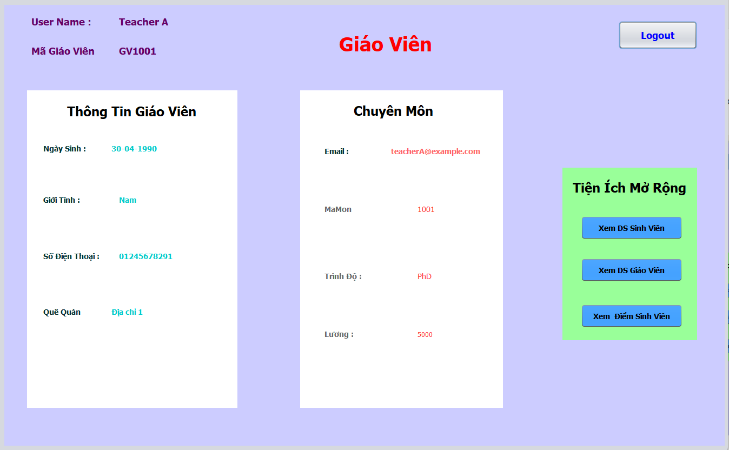 User Name : Teacher A
Mã Giáo Viên GV1001
Giáo Viên
Logout
Thông Tin Giáo Viên
Ngày Sinh : 30-04-1990
Giới Tính : Nam
Số Điện Thoại : 01245678291
Quê Quán Địa chỉ 1
Chuyên Môn
Email : teacherA@example.com
MaMon 1001
Trình Độ : PhD
Lương : 5000
Tiện Ích Mở Rộng
Xem DS Sinh Viên
Xem DS Giáo Viên
Xem Điểm Sinh Viên